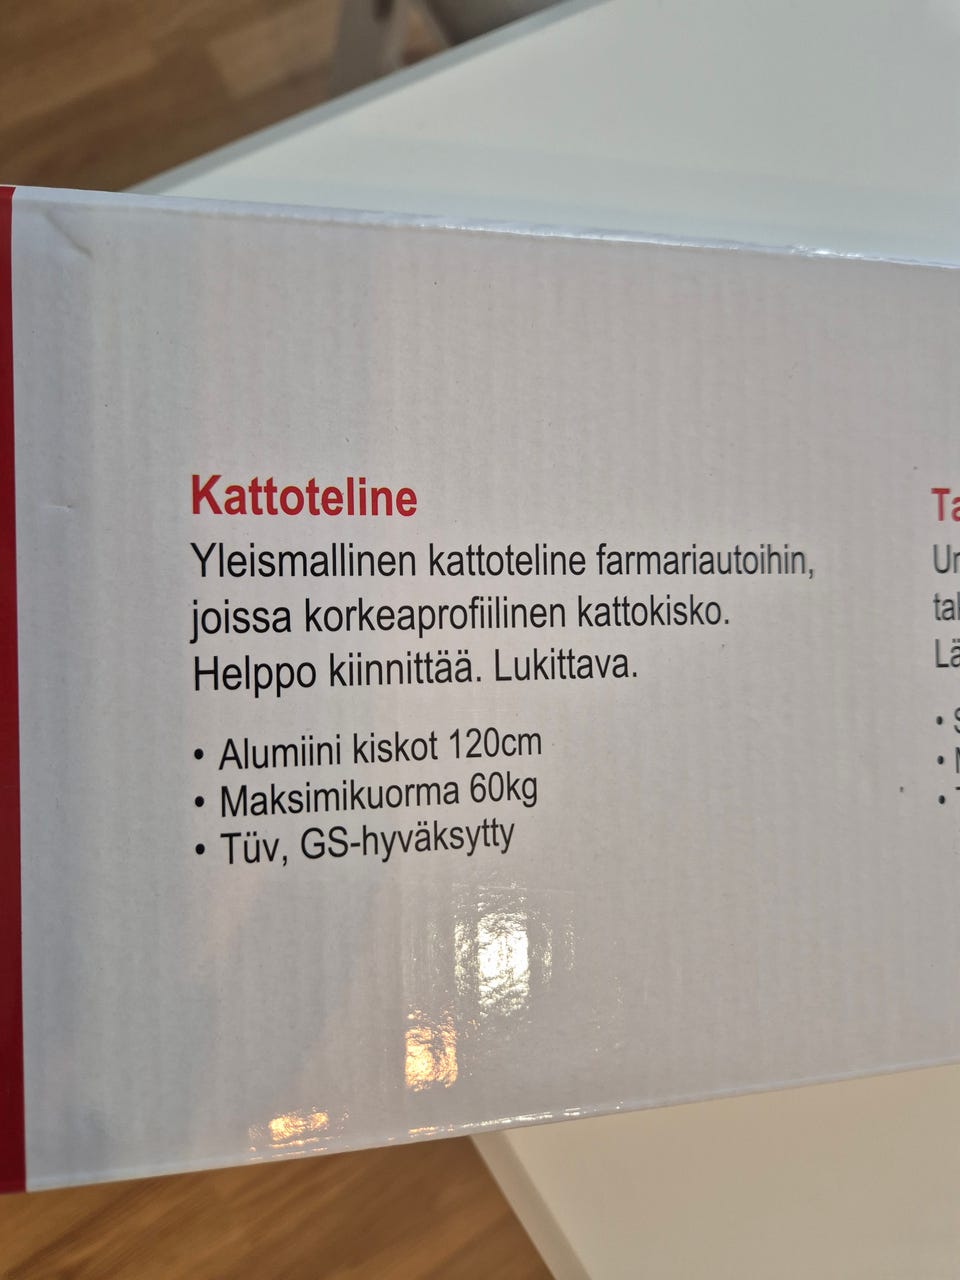 Kattoteline
Yleismallinen kattoteline farmariautoihin,
joissa korkeaprofiilinen kattokisko.
Helppo kiinnittää. Lukittava.
• Alumiini kiskot 120cm
• Maksimikuorma 60kg
• Tüv, GS-hyväksytty